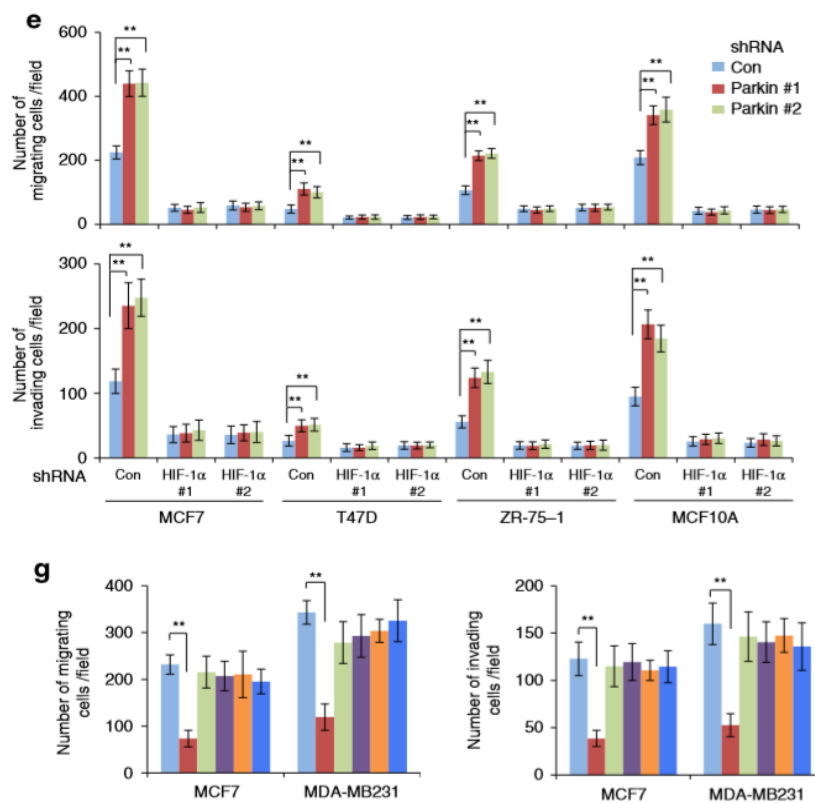 e
Number of
migrating cells /field
600
400
200
0
** ** ** ** ** ** ** **
shRNA
Con
Parkin #1
Parkin #2
Number of
invading cells /field
300
200
100
0
** ** ** ** ** ** ** **
shRNA Con HIF-1α HIF-1α Con HIF-1α HIF-1α Con HIF-1α HIF-1α Con HIF-1α HIF-1α
#1 #2 #1 #2 #1 #2 #1 #2
MCF7 T47D ZR-75–1 MCF10A
g
Number of migrating
cells /field
400
300
200
100
0
** **
MCF7 MDA-MB231
Number of invading
cells /field
200
150
100
50
0
** **
MCF7 MDA-MB231